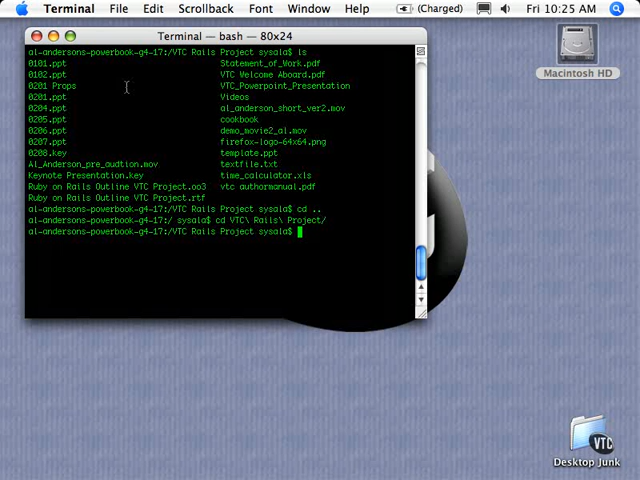 Terminal File Edit Scrollback Font Window Help (Charged) Fri 10:25 AM
Terminal — bash — 80x24
al-andersons-powerbook-g4-17:/VTC Rails Project sysala$ ls
0101.ppt Statement_of_Work.pdf
0102.ppt VTC Welcome Aboard.pdf
0201 Props VTC_Powerpoint_Presentation
0201.ppt Videos
0204.ppt al_anderson_short_ver2.mov
0205.ppt cookbook
0206.ppt demo_movie2_al.mov
0207.ppt firefox-logo-64x64.png
0208.key template.ppt
Al_Anderson_pre_audtion.mov textfile.txt
Keynote Presentation.key time_calculator.xls
Ruby on Rails Outline VTC Project.oo3 vtc authormanual.pdf
Ruby on Rails Outline VTC Project.rtf
al-andersons-powerbook-g4-17:/VTC Rails Project sysala$ cd ..
al-andersons-powerbook-g4-17:/ sysala$ cd VTC\ Rails\ Project/
al-andersons-powerbook-g4-17:/VTC Rails Project sysala$
Macintosh HD
VTC
Desktop Junk